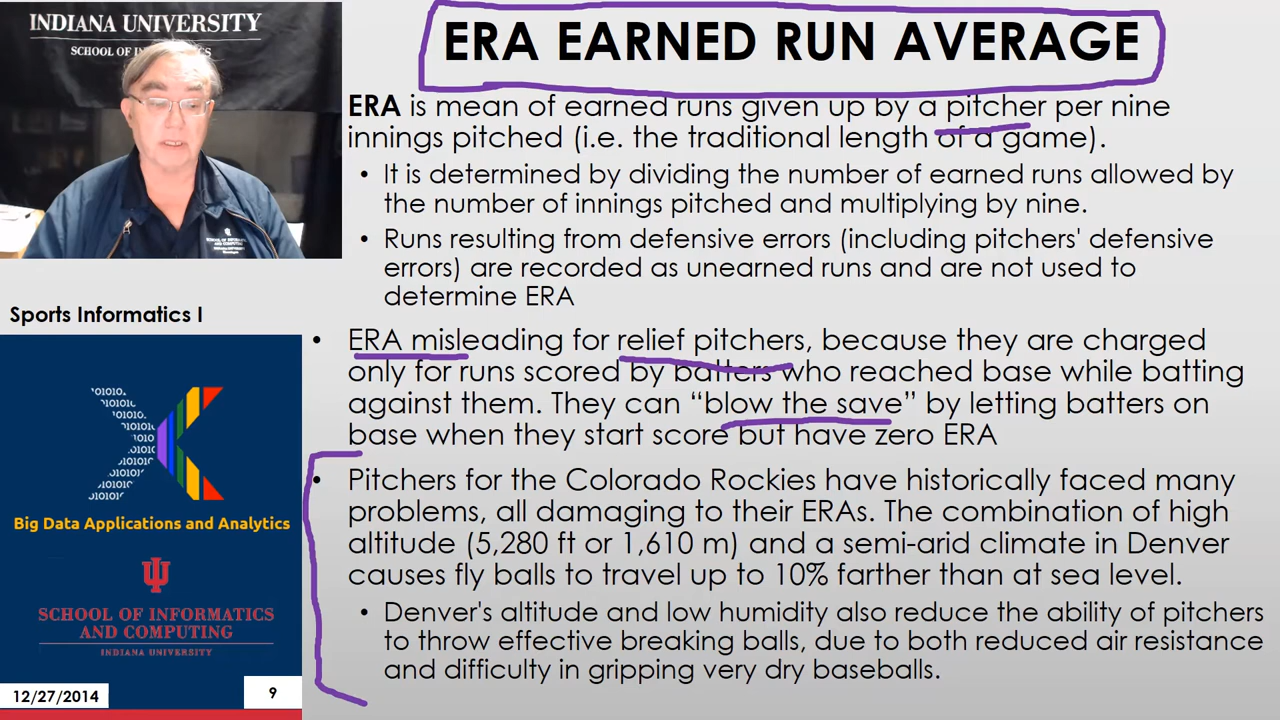 INDIANA UNIVERSITY
ERA EARNED RUN AVERAGE
ERA is mean of earned runs given up by a pitcher per nine
innings pitched (i.e. the traditional length of a game).
• It is determined by dividing the number of earned runs allowed by
the number of innings pitched and multiplying by nine.
• Runs resulting from defensive errors (including pitchers' defensive
errors) are recorded as unearned runs and are not used to
determine ERA
• ERA misleading for relief pitchers, because they are charged
only for runs scored by batters who reached base while batting
against them. They can “blow the save” by letting batters on
base when they start score but have zero ERA
• Pitchers for the Colorado Rockies have historically faced many
problems, all damaging to their ERAs. The combination of high
altitude (5,280 ft or 1,610 m) and a semi-arid climate in Denver
causes fly balls to travel up to 10% farther than at sea level.
• Denver's altitude and low humidity also reduce the ability of pitchers
to throw effective breaking balls, due to both reduced air resistance
and difficulty in gripping very dry baseballs.
Sports Informatics I
Big Data Applications and Analytics
SCHOOL OF INFORMATICS
AND COMPUTING
INDIANA UNIVERSITY
12/27/2014
9